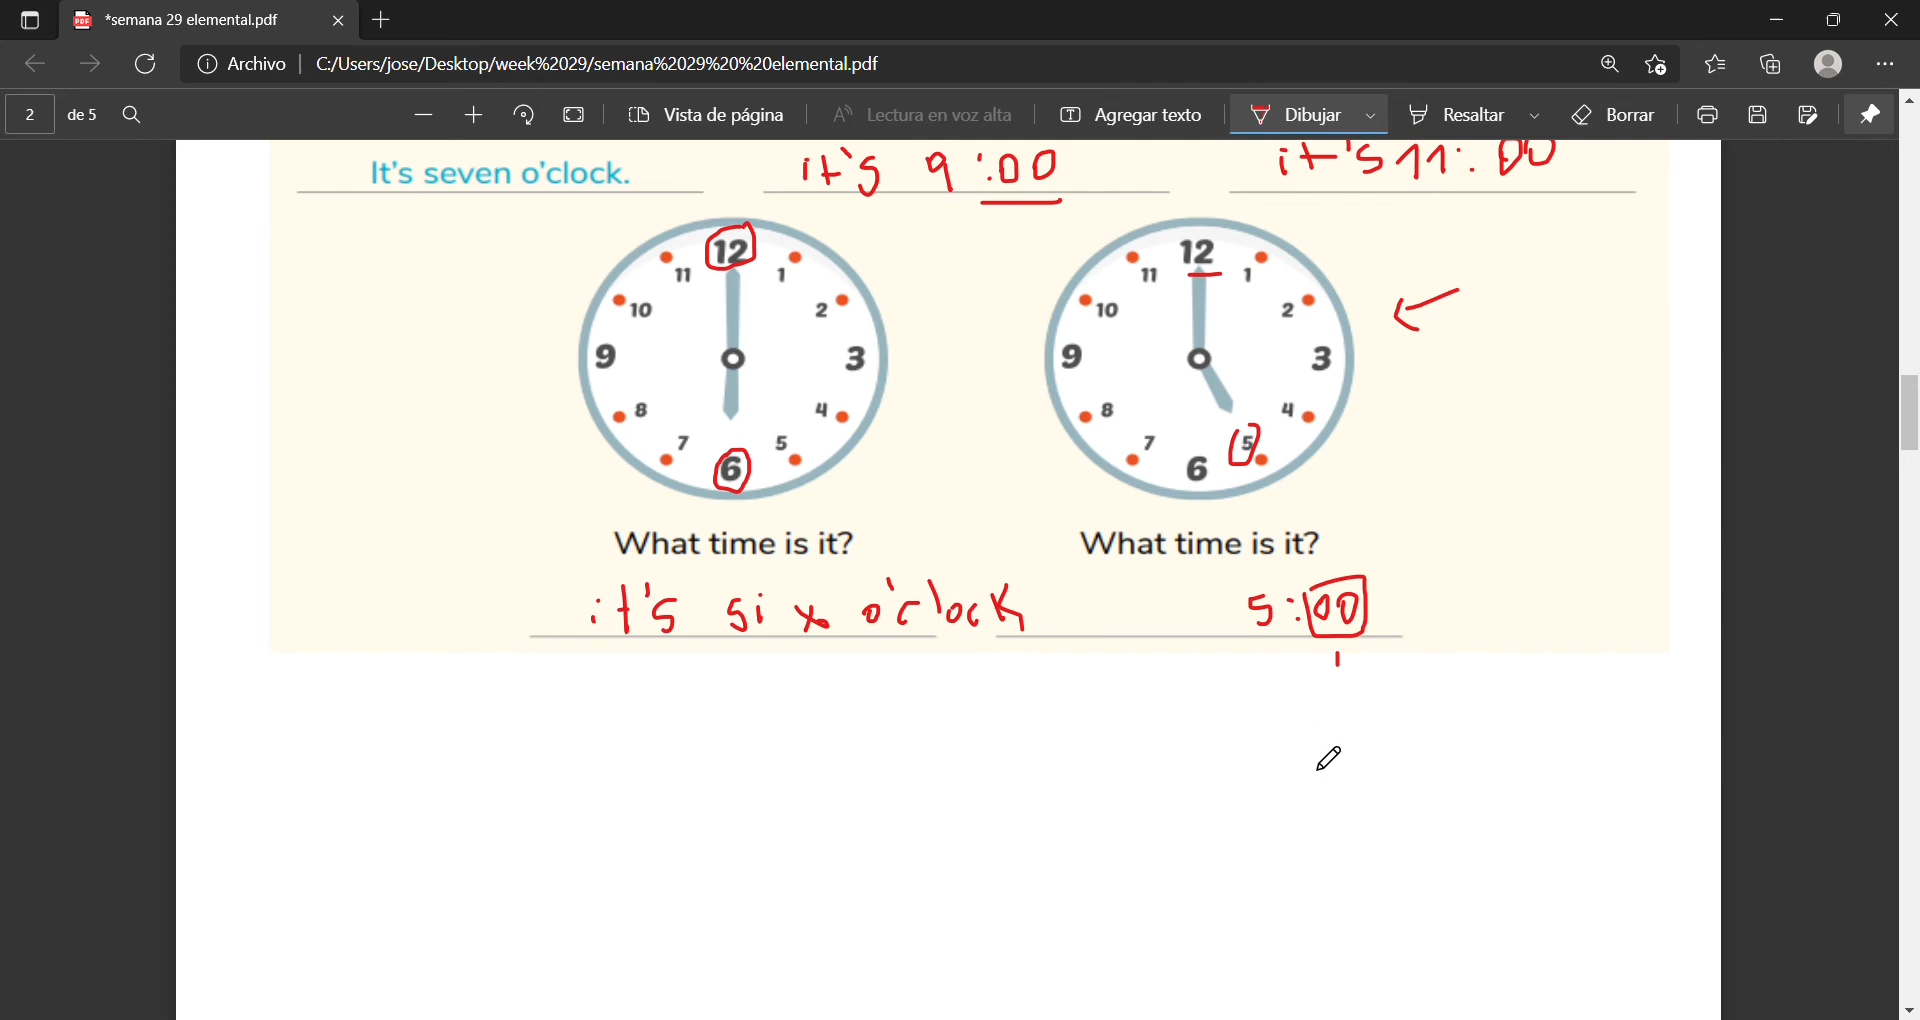 *semana 29 elemental.pdf
Archivo C:/Users/jose/Desktop/week%2029/semana%2029%20%20elemental.pdf
2 de 5 Vista de página Lectura en voz alta Agregar texto Dibujar Resaltar Borrar
It's seven o'clock. it's 9:00 it's 11:00
12 11 1 10 2 9 3 8 4 7 5 6
12 11 1 10 2 9 3 8 4 7 5 6
What time is it? What time is it?
it's six o'clock 5:00